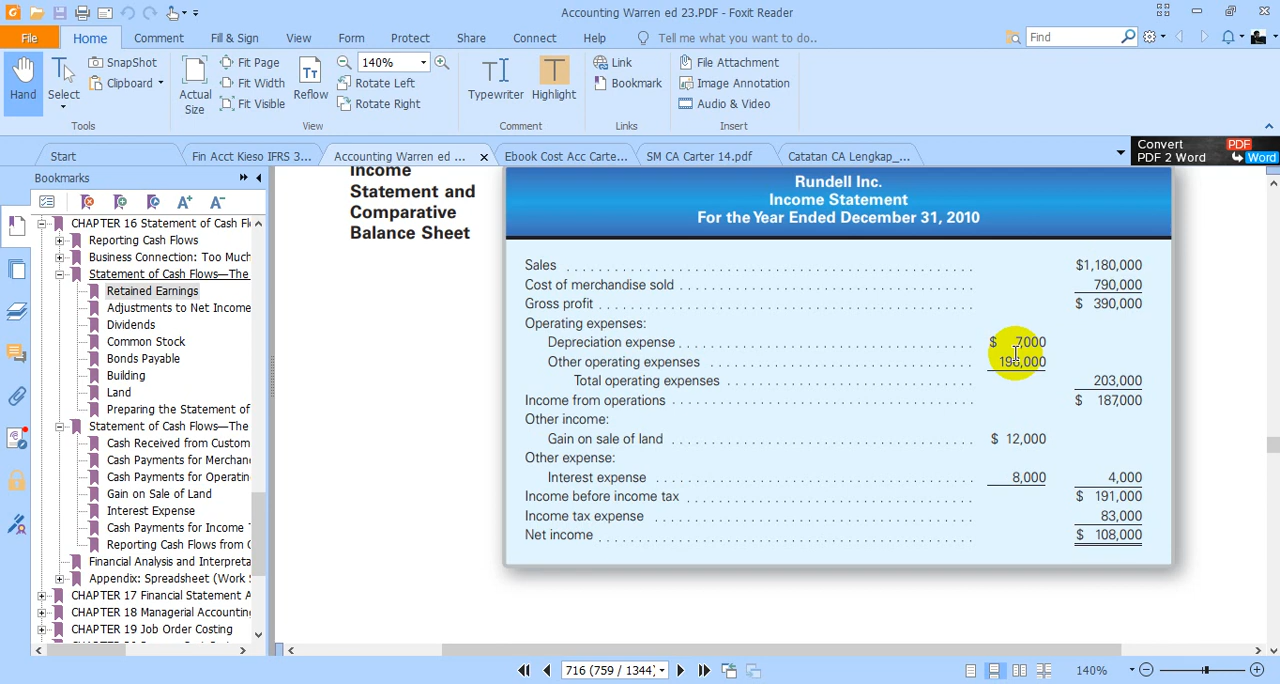 Accounting Warren ed 23.PDF - Foxit Reader
File Home Comment Fill & Sign View Form Protect Share Connect Help Tell me what you want to do.. Find
Hand
Select
SnapShot
Clipboard
Tools
Actual Size
Fit Page
Fit Width
Fit Visible
Reflow
140%
Rotate Left
Rotate Right
View
Typewriter
Highlight
Comment
Link
Bookmark
Links
File Attachment
Image Annotation
Audio & Video
Insert
Start Fin Acct Kieso IFRS 3... Accounting Warren ed ... Ebook Cost Acc Carte... SM CA Carter 14.pdf Catatan CA Lengkap_...
Convert PDF
PDF 2 Word Word
Bookmarks
CHAPTER 16 Statement of Cash Fl
Reporting Cash Flows
Business Connection: Too Much
Statement of Cash Flows—The
Retained Earnings
Adjustments to Net Income
Dividends
Common Stock
Bonds Payable
Building
Land
Preparing the Statement of
Statement of Cash Flows—The
Cash Received from Custom
Cash Payments for Merchan
Cash Payments for Operatin
Gain on Sale of Land
Interest Expense
Cash Payments for Income
Reporting Cash Flows from
Financial Analysis and Interpreta
Appendix: Spreadsheet (Work
CHAPTER 17 Financial Statement A
CHAPTER 18 Managerial Accountin
CHAPTER 19 Job Order Costing
Income
Statement and
Comparative
Balance Sheet
Rundell Inc.
Income Statement
For the Year Ended December 31, 2010
Sales $1,180,000
Cost of merchandise sold 790,000
Gross profit $ 390,000
Operating expenses:
Depreciation expense $ 7000
Other operating expenses 196,000
Total operating expenses 203,000
Income from operations $ 187,000
Other income:
Gain on sale of land $ 12,000
Other expense:
Interest expense 8,000 4,000
Income before income tax $ 191,000
Income tax expense 83,000
Net income $ 108,000
716 (759 / 1344)
140%